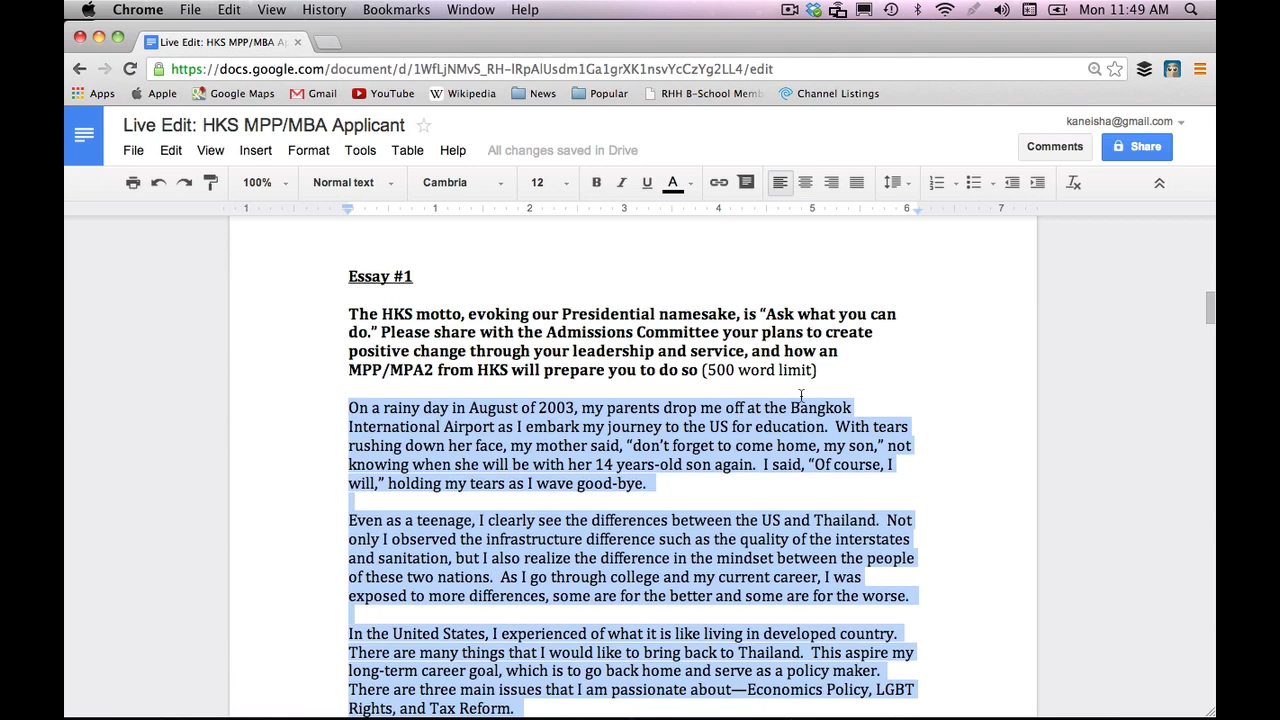 Chrome File Edit View History Bookmarks Window Help Mon 11:49 AM
Live Edit: HKS MPP/MBA Ap
https://docs.google.com/document/d/1WfLjNMvS_RH-lRpAlUsdm1Ga1grXK1nsvYcCzYg2LL4/edit
Apps Apple Google Maps Gmail YouTube Wikipedia News Popular RHH B-School Memb Channel Listings
Live Edit: HKS MPP/MBA Applicant
kaneisha@gmail.com
File Edit View Insert Format Tools Table Help All changes saved in Drive
Comments Share
100% Normal text Cambria 12 B I U A
1 1 2 3 4 5 6 7
Essay #1
The HKS motto, evoking our Presidential namesake, is “Ask what you can
do.” Please share with the Admissions Committee your plans to create
positive change through your leadership and service, and how an
MPP/MPA2 from HKS will prepare you to do so (500 word limit)
On a rainy day in August of 2003, my parents drop me off at the Bangkok
International Airport as I embark my journey to the US for education.  With tears
rushing down her face, my mother said, “don’t forget to come home, my son,” not
knowing when she will be with her 14 years-old son again.  I said, “Of course, I
will,” holding my tears as I wave good-bye.
Even as a teenage, I clearly see the differences between the US and Thailand.  Not
only I observed the infrastructure difference such as the quality of the interstates
and sanitation, but I also realize the difference in the mindset between the people
of these two nations.  As I go through college and my current career, I was
exposed to more differences, some are for the better and some are for the worse.
In the United States, I experienced of what it is like living in developed country.
There are many things that I would like to bring back to Thailand.  This aspire my
long-term career goal, which is to go back home and serve as a policy maker.
There are three main issues that I am passionate about—Economics Policy, LGBT
Rights, and Tax Reform.